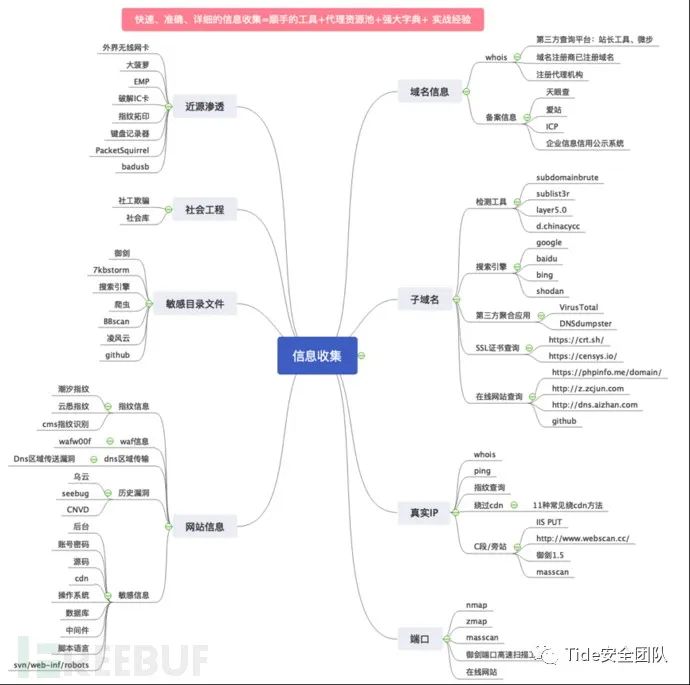 快速、准确、详细的信息收集=顺手的工具+代理资源池+强大字典+ 实战经验
信息收集
近源渗透
外界无线网卡
大菠萝
EMP
破解IC卡
指纹拓印
键盘记录器
PacketSquirrel
badusb
社会工程
社工欺骗
社会库
敏感目录文件
御剑
7kbstorm
搜索引擎
爬虫
BBscan
凌风云
github
网站信息
指纹信息
潮汐指纹
云悉指纹
cms指纹识别
waf信息
wafw00f
dns区域传输
Dns区域传送漏洞
历史漏洞
乌云
seebug
CNVD
敏感信息
后台
账号密码
源码
cdn
操作系统
数据库
中间件
脚本语言
svn/web-inf/robots
域名信息
whois
第三方查询平台：站长工具、微步
域名注册商已注册域名
注册代理机构
备案信息
天眼查
爱站
ICP
企业信息信用公示系统
子域名
检测工具
subdomainbrute
sublist3r
layer5.0
d.chinacycc
搜索引擎
google
baidu
bing
shodan
第三方聚合应用
VirusTotal
DNSdumpster
SSL证书查询
https://crt.sh/
https://censys.io/
在线网站查询
https://phpinfo.me/domain/
http://z.zcjun.com
http://dns.aizhan.com
github
真实IP
whois
ping
指纹查询
绕过cdn
11种常见绕cdn方法
C段/旁站
IIS PUT
http://www.webscan.cc/
御剑1.5
masscan
端口
nmap
zmap
masscan
御剑端口高速扫描
在线网站
REEBUF
Tide安全团队